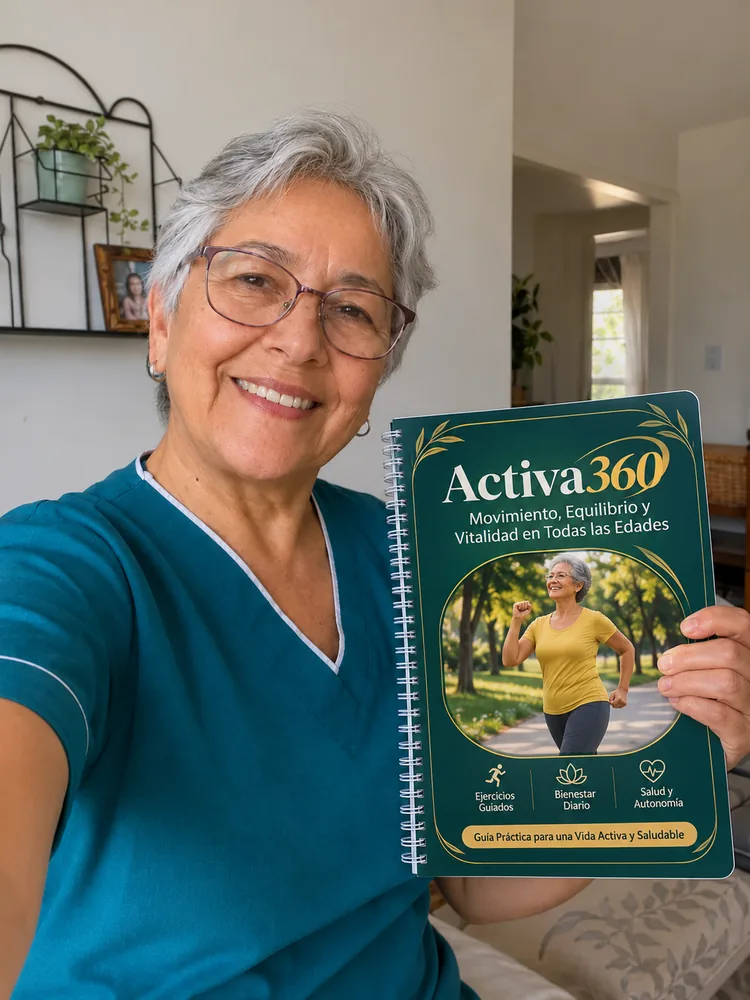 Activa360
Movimiento, Equilibrio y
Vitalidad en Todas las Edades
Ejercicios
Guiados
Bienestar
Diario
Salud y
Autonomía
Guía Práctica para una Vida Activa y Saludable